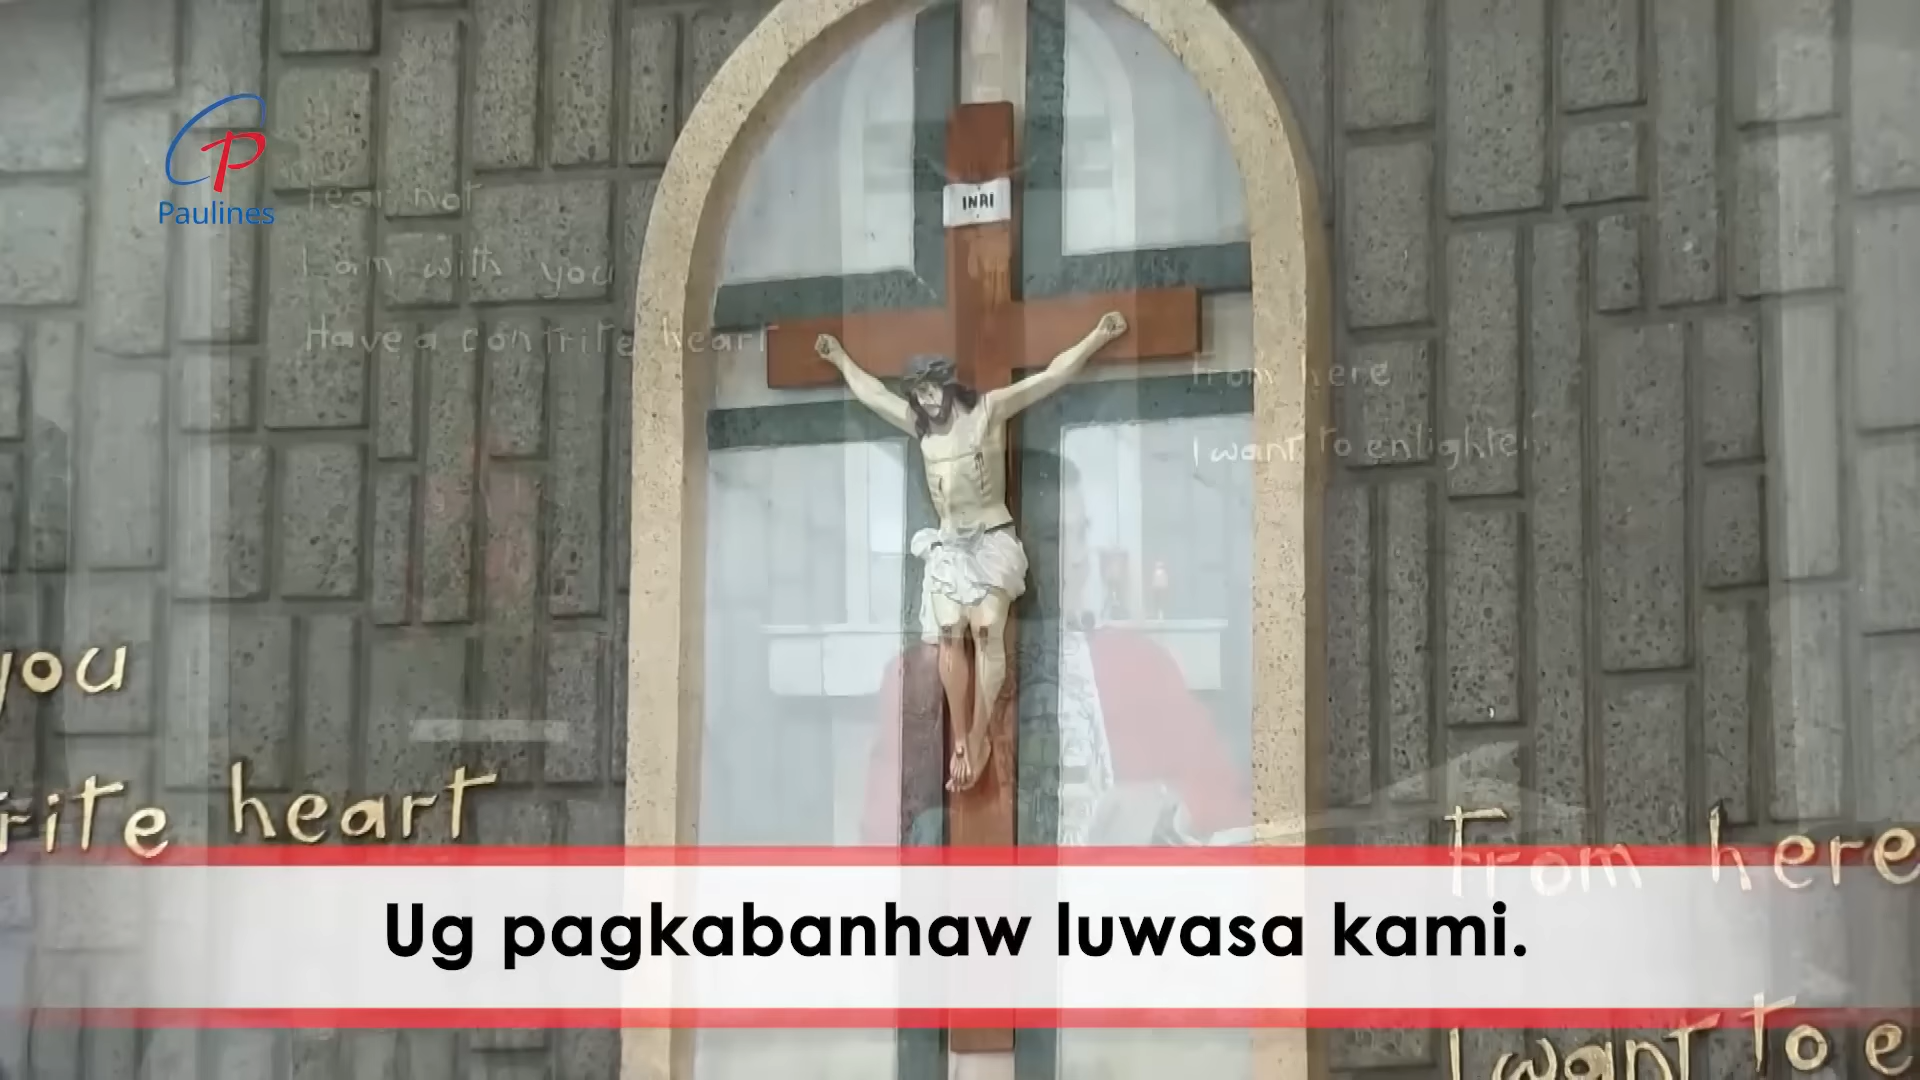 Paulines
INRI
Fear not
I am with you
Have a contrite heart
From here
I want to enlighten
you
rite heart
From here
I want to e
Ug pagkabanhaw luwasa kami.